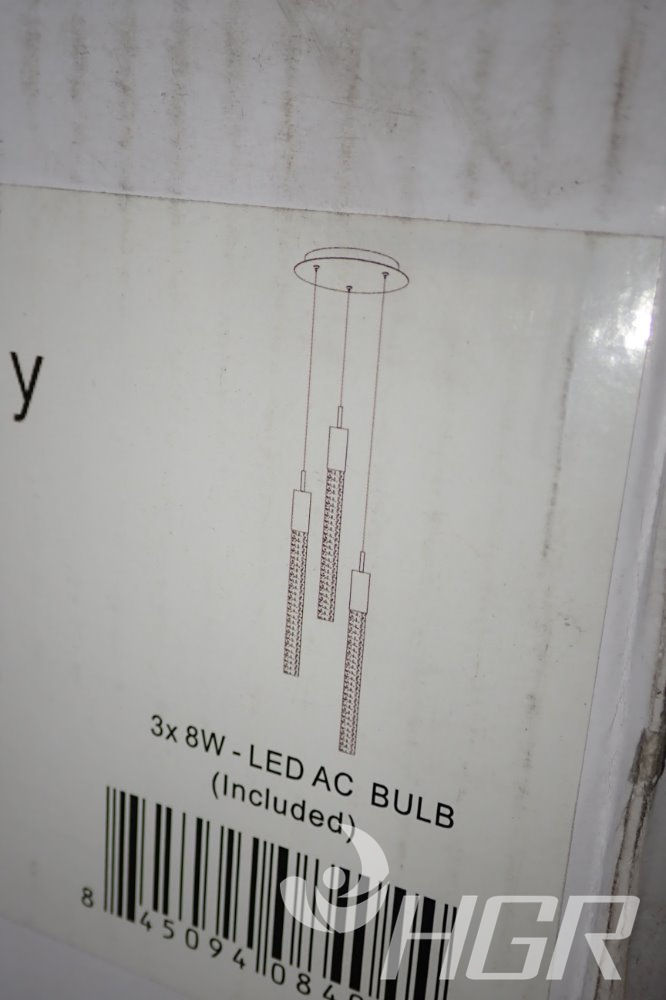 y
3x 8W - LED AC BULB
(Included)
8 45094 084
HGR